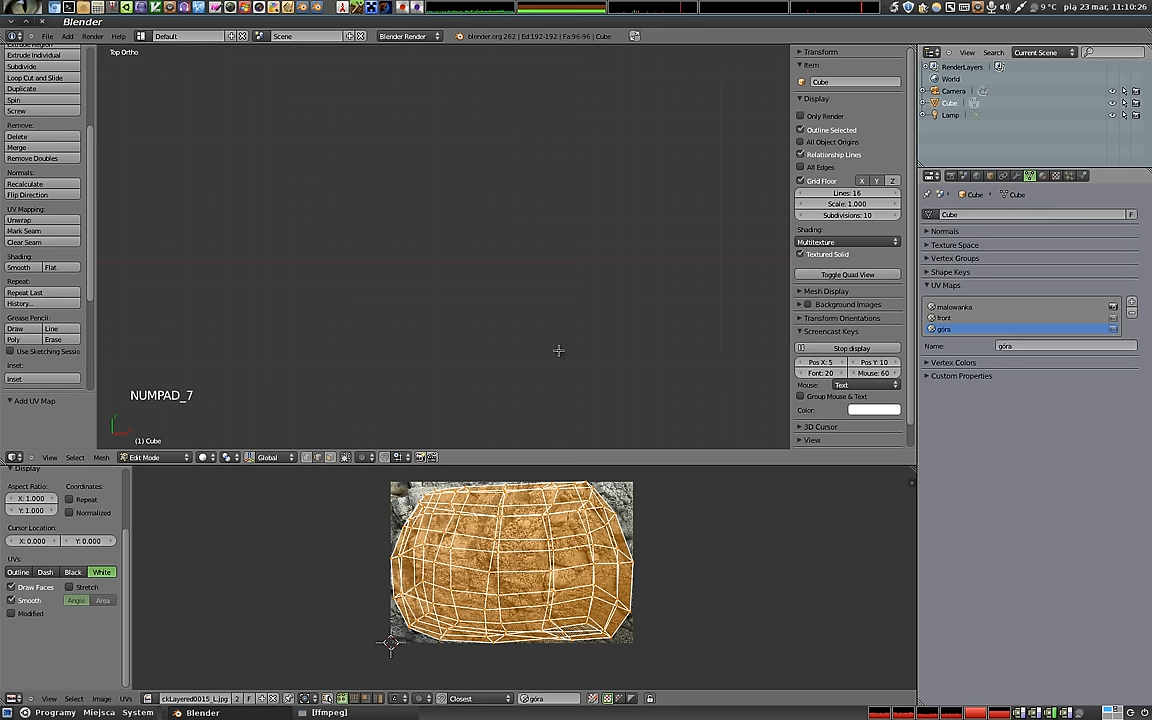 9 °C pią 23 mar, 11:10:26
Blender
File Add Render Help Default Scene Blender Render blender.org 262 | Ed:192-192 | Fa:96-96 | Cube
View Search Current Scene
Extrude Region
Extrude Individual
Subdivide
Loop Cut and Slide
Duplicate
Spin
Screw
Remove:
Delete
Merge
Remove Doubles
Normals:
Recalculate
Flip Direction
UV Mapping:
Unwrap
Mark Seam
Clear Seam
Shading:
Smooth Flat
Repeat:
Repeat Last
History...
Grease Pencil:
Draw Line
Poly Erase
Use Sketching Sessio
Inset:
Inset
Add UV Map
Top Ortho
NUMPAD_7
(1) Cube
View Select Mesh Edit Mode Global
Transform
Item
Cube
Display
Only Render
Outline Selected
All Object Origins
Relationship Lines
All Edges
Grid Floor X Y Z
Lines: 16
Scale: 1.000
Subdivisions: 10
Shading:
Multitexture
Textured Solid
Toggle Quad View
Mesh Display
Background Images
Transform Orientations
Screencast Keys
Stop display
Pos X: 5 Pos Y: 10
Font: 20 Mouse: 60
Mouse: Text
Group Mouse & Text
Color:
3D Cursor
View
RenderLayers
World
Camera
Cube
Lamp
Cube Cube
Cube F
Normals
Texture Space
Vertex Groups
Shape Keys
UV Maps
malowanka
front
góra
Name: góra
Vertex Colors
Custom Properties
Display
Aspect Ratio: Coordinates:
X: 1.000 Repeat
Y: 1.000 Normalized
Cursor Location:
X: 0.000 Y: 0.000
UVs:
Outline Dash Black White
Draw Faces Stretch
Smooth Angle Area
Modified
View Select Image UVs ckLayered0015_L.jpg 2 F Closest góra
Programy Miejsca System Blender [ffmpeg]